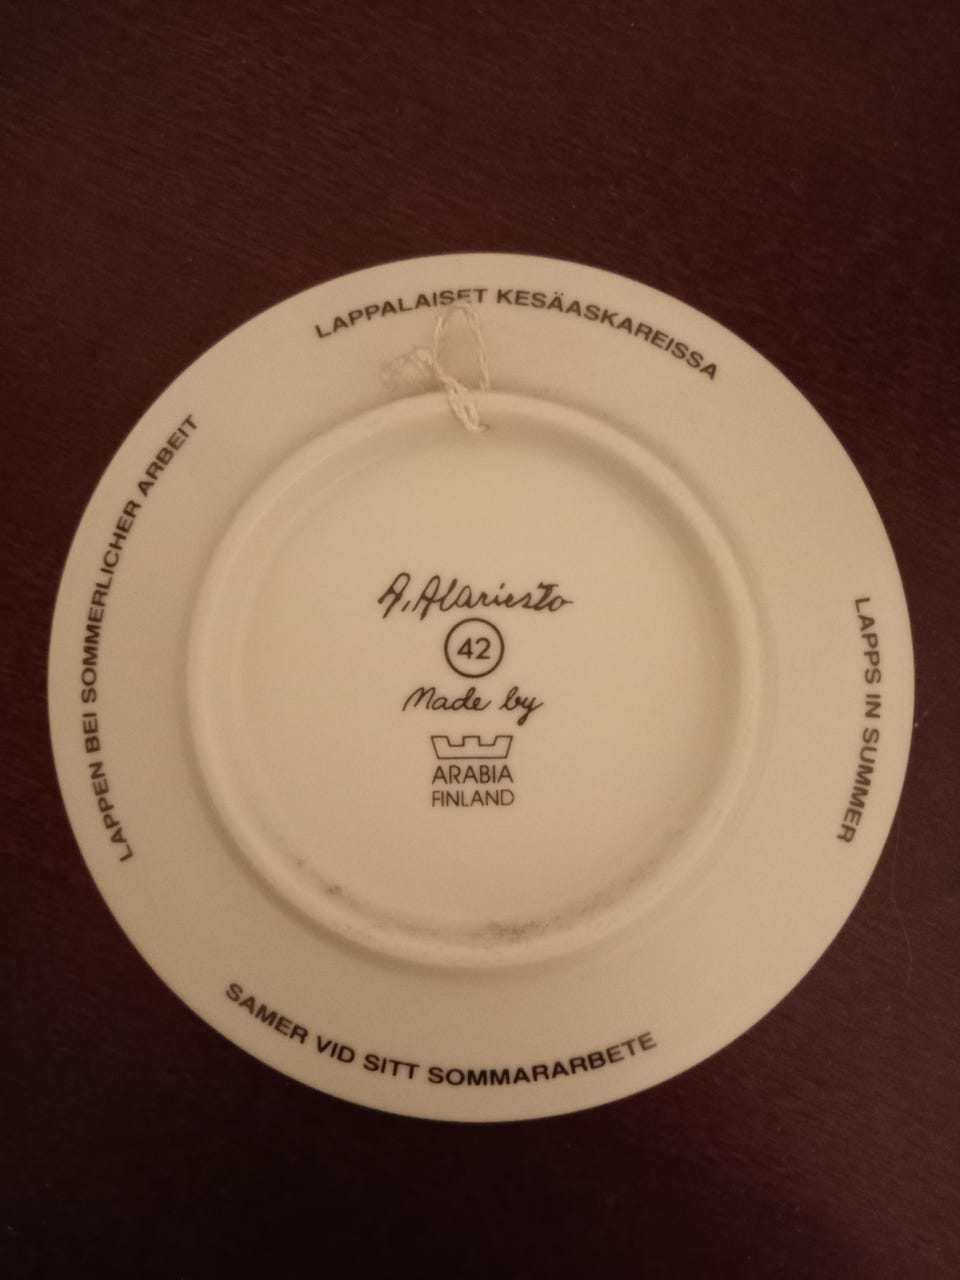 LAPPALAISET KESÄASKAREISSA
LAPPEN BEI SOMMERLICHER ARBEIT
LAPPS IN SUMMER
SAMER VID SITT SOMMARARBETE
A. Alariesto
42
Made by
ARABIA
FINLAND